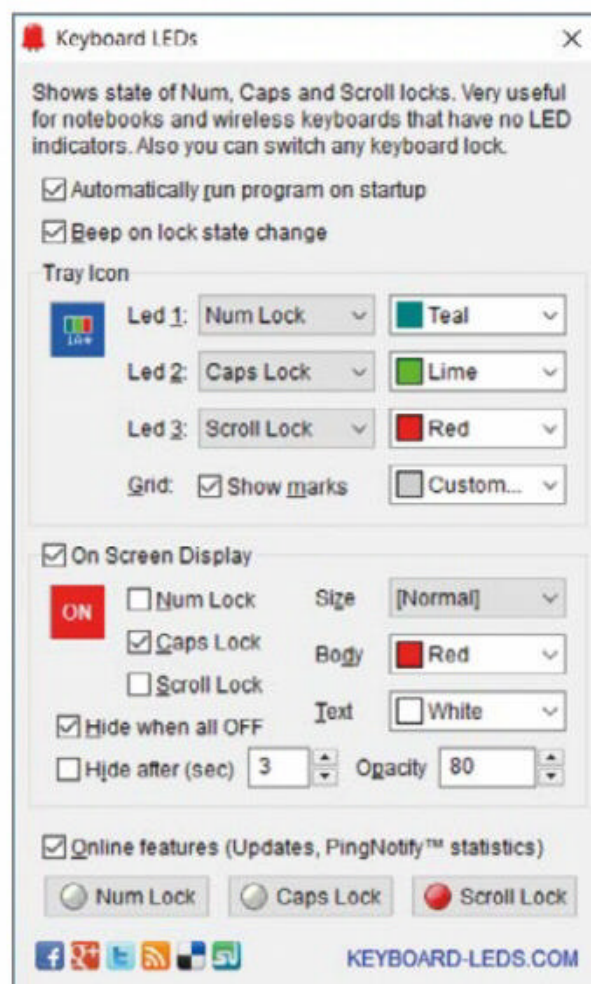 Keyboard LEDs
Shows state of Num, Caps and Scroll locks. Very useful
for notebooks and wireless keyboards that have no LED
indicators. Also you can switch any keyboard lock.
Automatically run program on startup
Beep on lock state change
Tray Icon
Led 1: Num Lock Teal
Led 2: Caps Lock Lime
Led 3: Scroll Lock Red
Grid: Show marks Custom...
On Screen Display
ON
Num Lock Size [Normal]
Caps Lock Body Red
Scroll Lock Text White
Hide when all OFF
Hide after (sec) 3 Opacity 80
Online features (Updates, PingNotify™ statistics)
Num Lock Caps Lock Scroll Lock
KEYBOARD-LEDS.COM